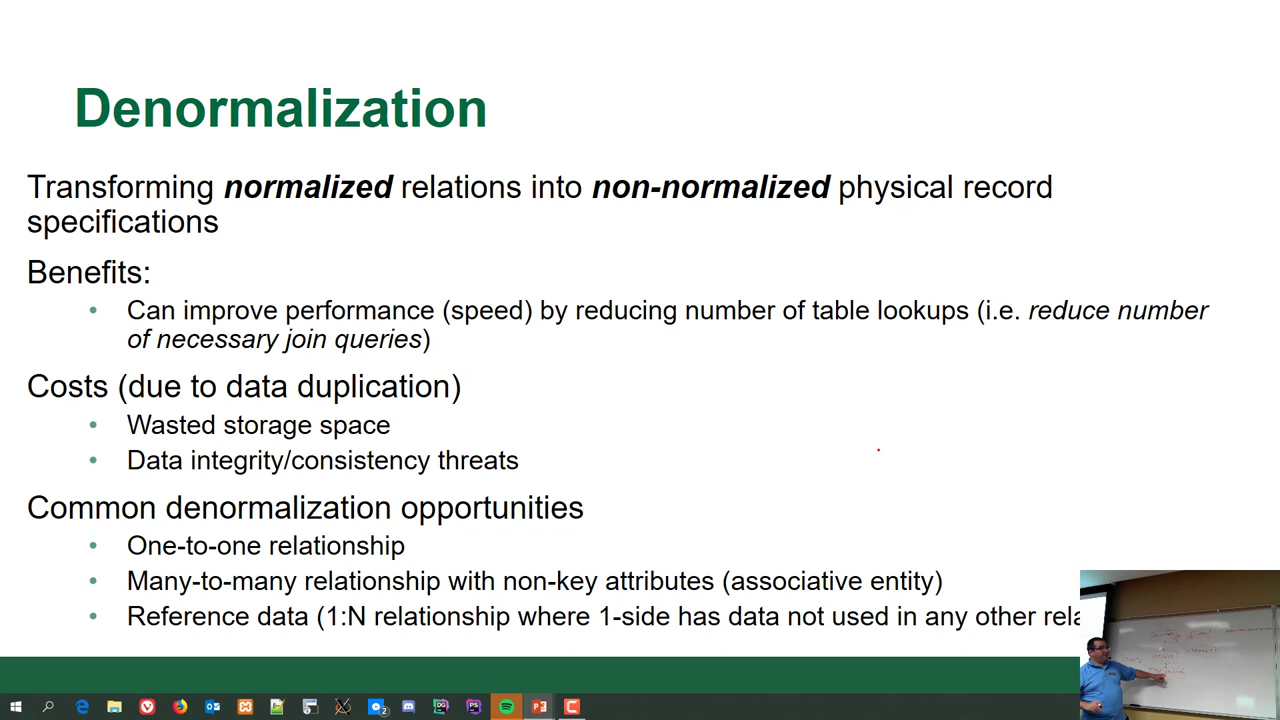 Denormalization
Transforming normalized relations into non-normalized physical record
specifications
Benefits:
• Can improve performance (speed) by reducing number of table lookups (i.e. reduce number
of necessary join queries)
Costs (due to data duplication)
• Wasted storage space
• Data integrity/consistency threats
Common denormalization opportunities
• One-to-one relationship
• Many-to-many relationship with non-key attributes (associative entity)
• Reference data (1:N relationship where 1-side has data not used in any other rela